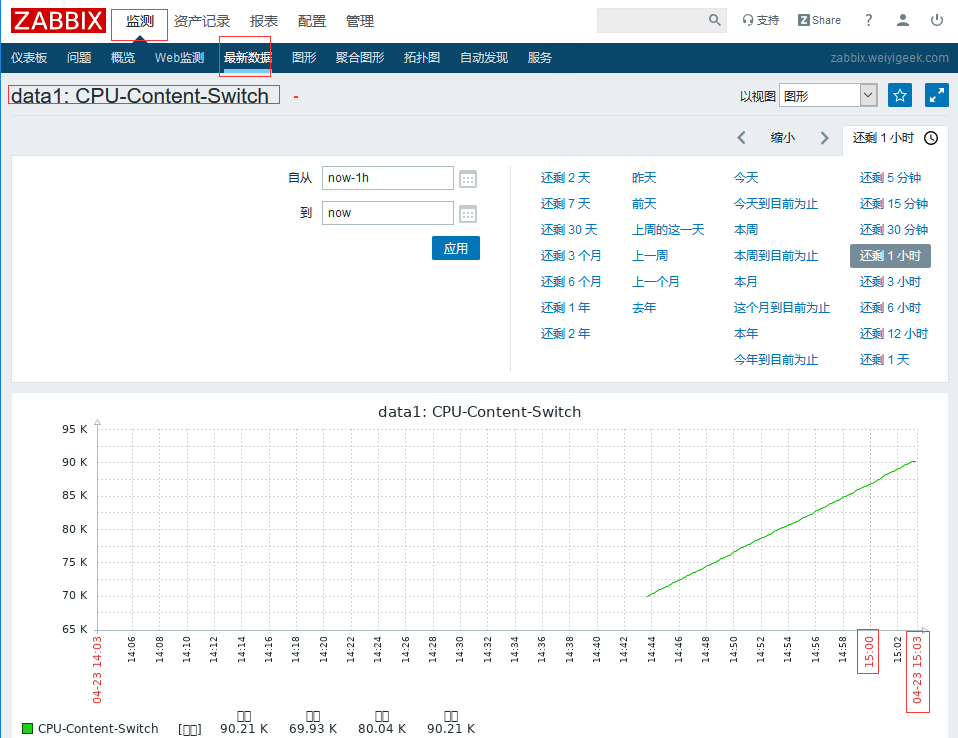 ZABBIX 监测 资产记录 报表 配置 管理 支持 Z Share ?
仪表板 问题 概览 Web监测 最新数据 图形 聚合图形 拓扑图 自动发现 服务 zabbix.weiyigeek.com
data1: CPU-Content-Switch 以视图 图形
缩小 还剩 1 小时
自从 now-1h
到 now
应用
还剩 2 天 昨天 今天 还剩 5 分钟
还剩 7 天 前天 今天到目前为止 还剩 15 分钟
还剩 30 天 上周的这一天 本周 还剩 30 分钟
还剩 3 个月 上一周 本周到目前为止 还剩 1 小时
还剩 6 个月 上一个月 本月 还剩 3 小时
还剩 1 年 去年 这个月到目前为止 还剩 6 小时
还剩 2 年 本年 还剩 12 小时
今年到目前为止 还剩 1 天
data1: CPU-Content-Switch
95 K
90 K
85 K
80 K
75 K
70 K
65 K
04-23 14:03 14:06 14:08 14:10 14:12 14:14 14:16 14:18 14:20 14:22 14:24 14:26 14:28 14:30 14:32 14:34 14:36 14:38 14:40 14:42 14:44 14:46 14:48 14:50 14:52 14:54 14:56 14:58 15:00 15:02 04-23 15:03
CPU-Content-Switch 90.21 K 69.93 K 80.04 K 90.21 K